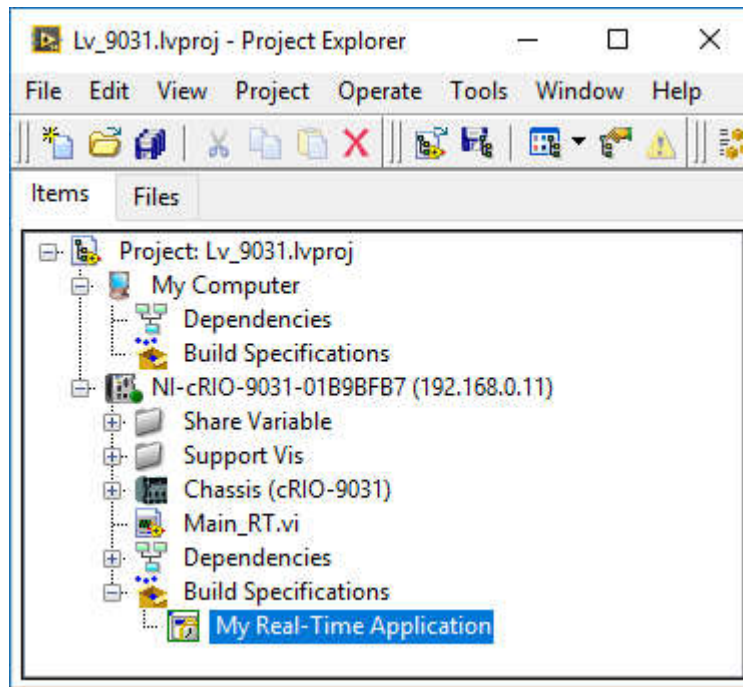 Lv_9031.lvproj - Project Explorer
File Edit View Project Operate Tools Window Help
Items Files
Project: Lv_9031.lvproj
My Computer
Dependencies
Build Specifications
NI-cRIO-9031-01B9BFB7 (192.168.0.11)
Share Variable
Support Vis
Chassis (cRIO-9031)
Main_RT.vi
Dependencies
Build Specifications
My Real-Time Application